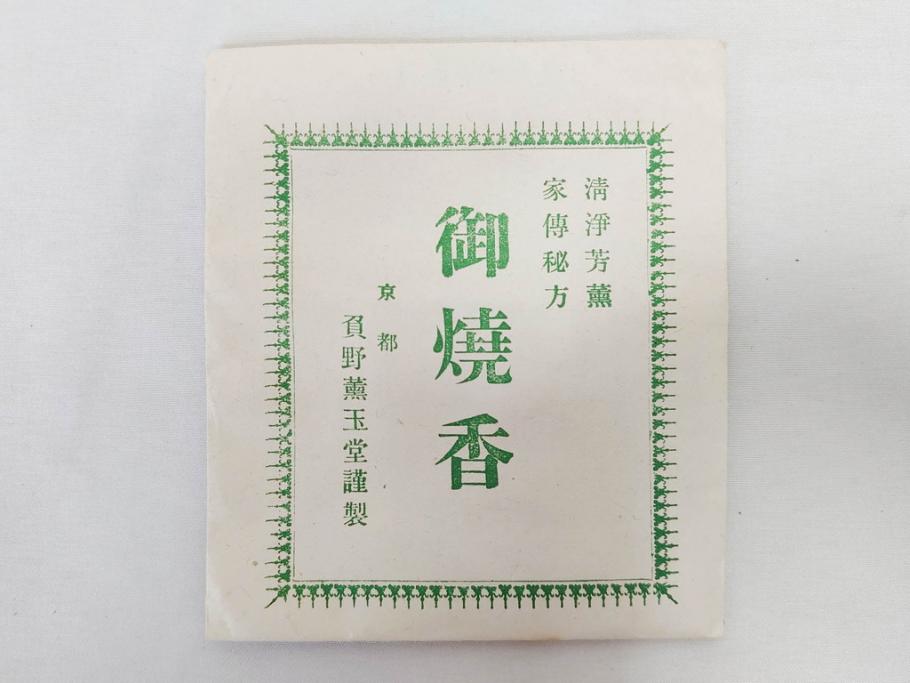 清淨芳薰
家傳秘方
御燒香
京都
負野薰玉堂謹製